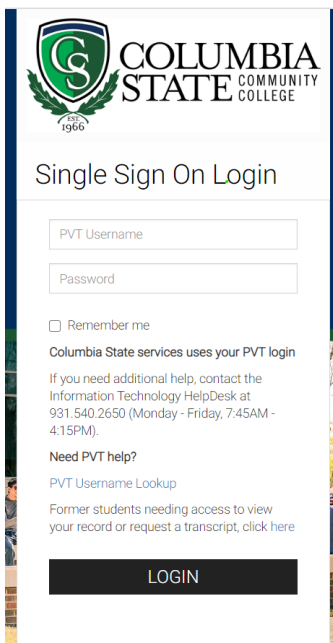 CS
EST.
1966
COLUMBIA
STATE COMMUNITY
COLLEGE
Single Sign On Login
PVT Username
Password
Remember me
Columbia State services uses your PVT login
If you need additional help, contact the
Information Technology HelpDesk at
931.540.2650 (Monday - Friday, 7:45AM -
4:15PM).
Need PVT help?
PVT Username Lookup
Former students needing access to view
your record or request a transcript, click here
LOGIN